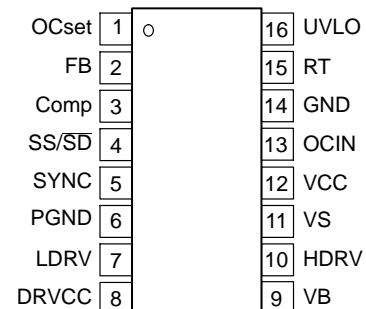 OCset 1 16 UVLO
FB 2 15 RT
Comp 3 14 GND
SS/SD 4 13 OCIN
SYNC 5 12 VCC
PGND 6 11 VS
LDRV 7 10 HDRV
DRVCC 8 9 VB